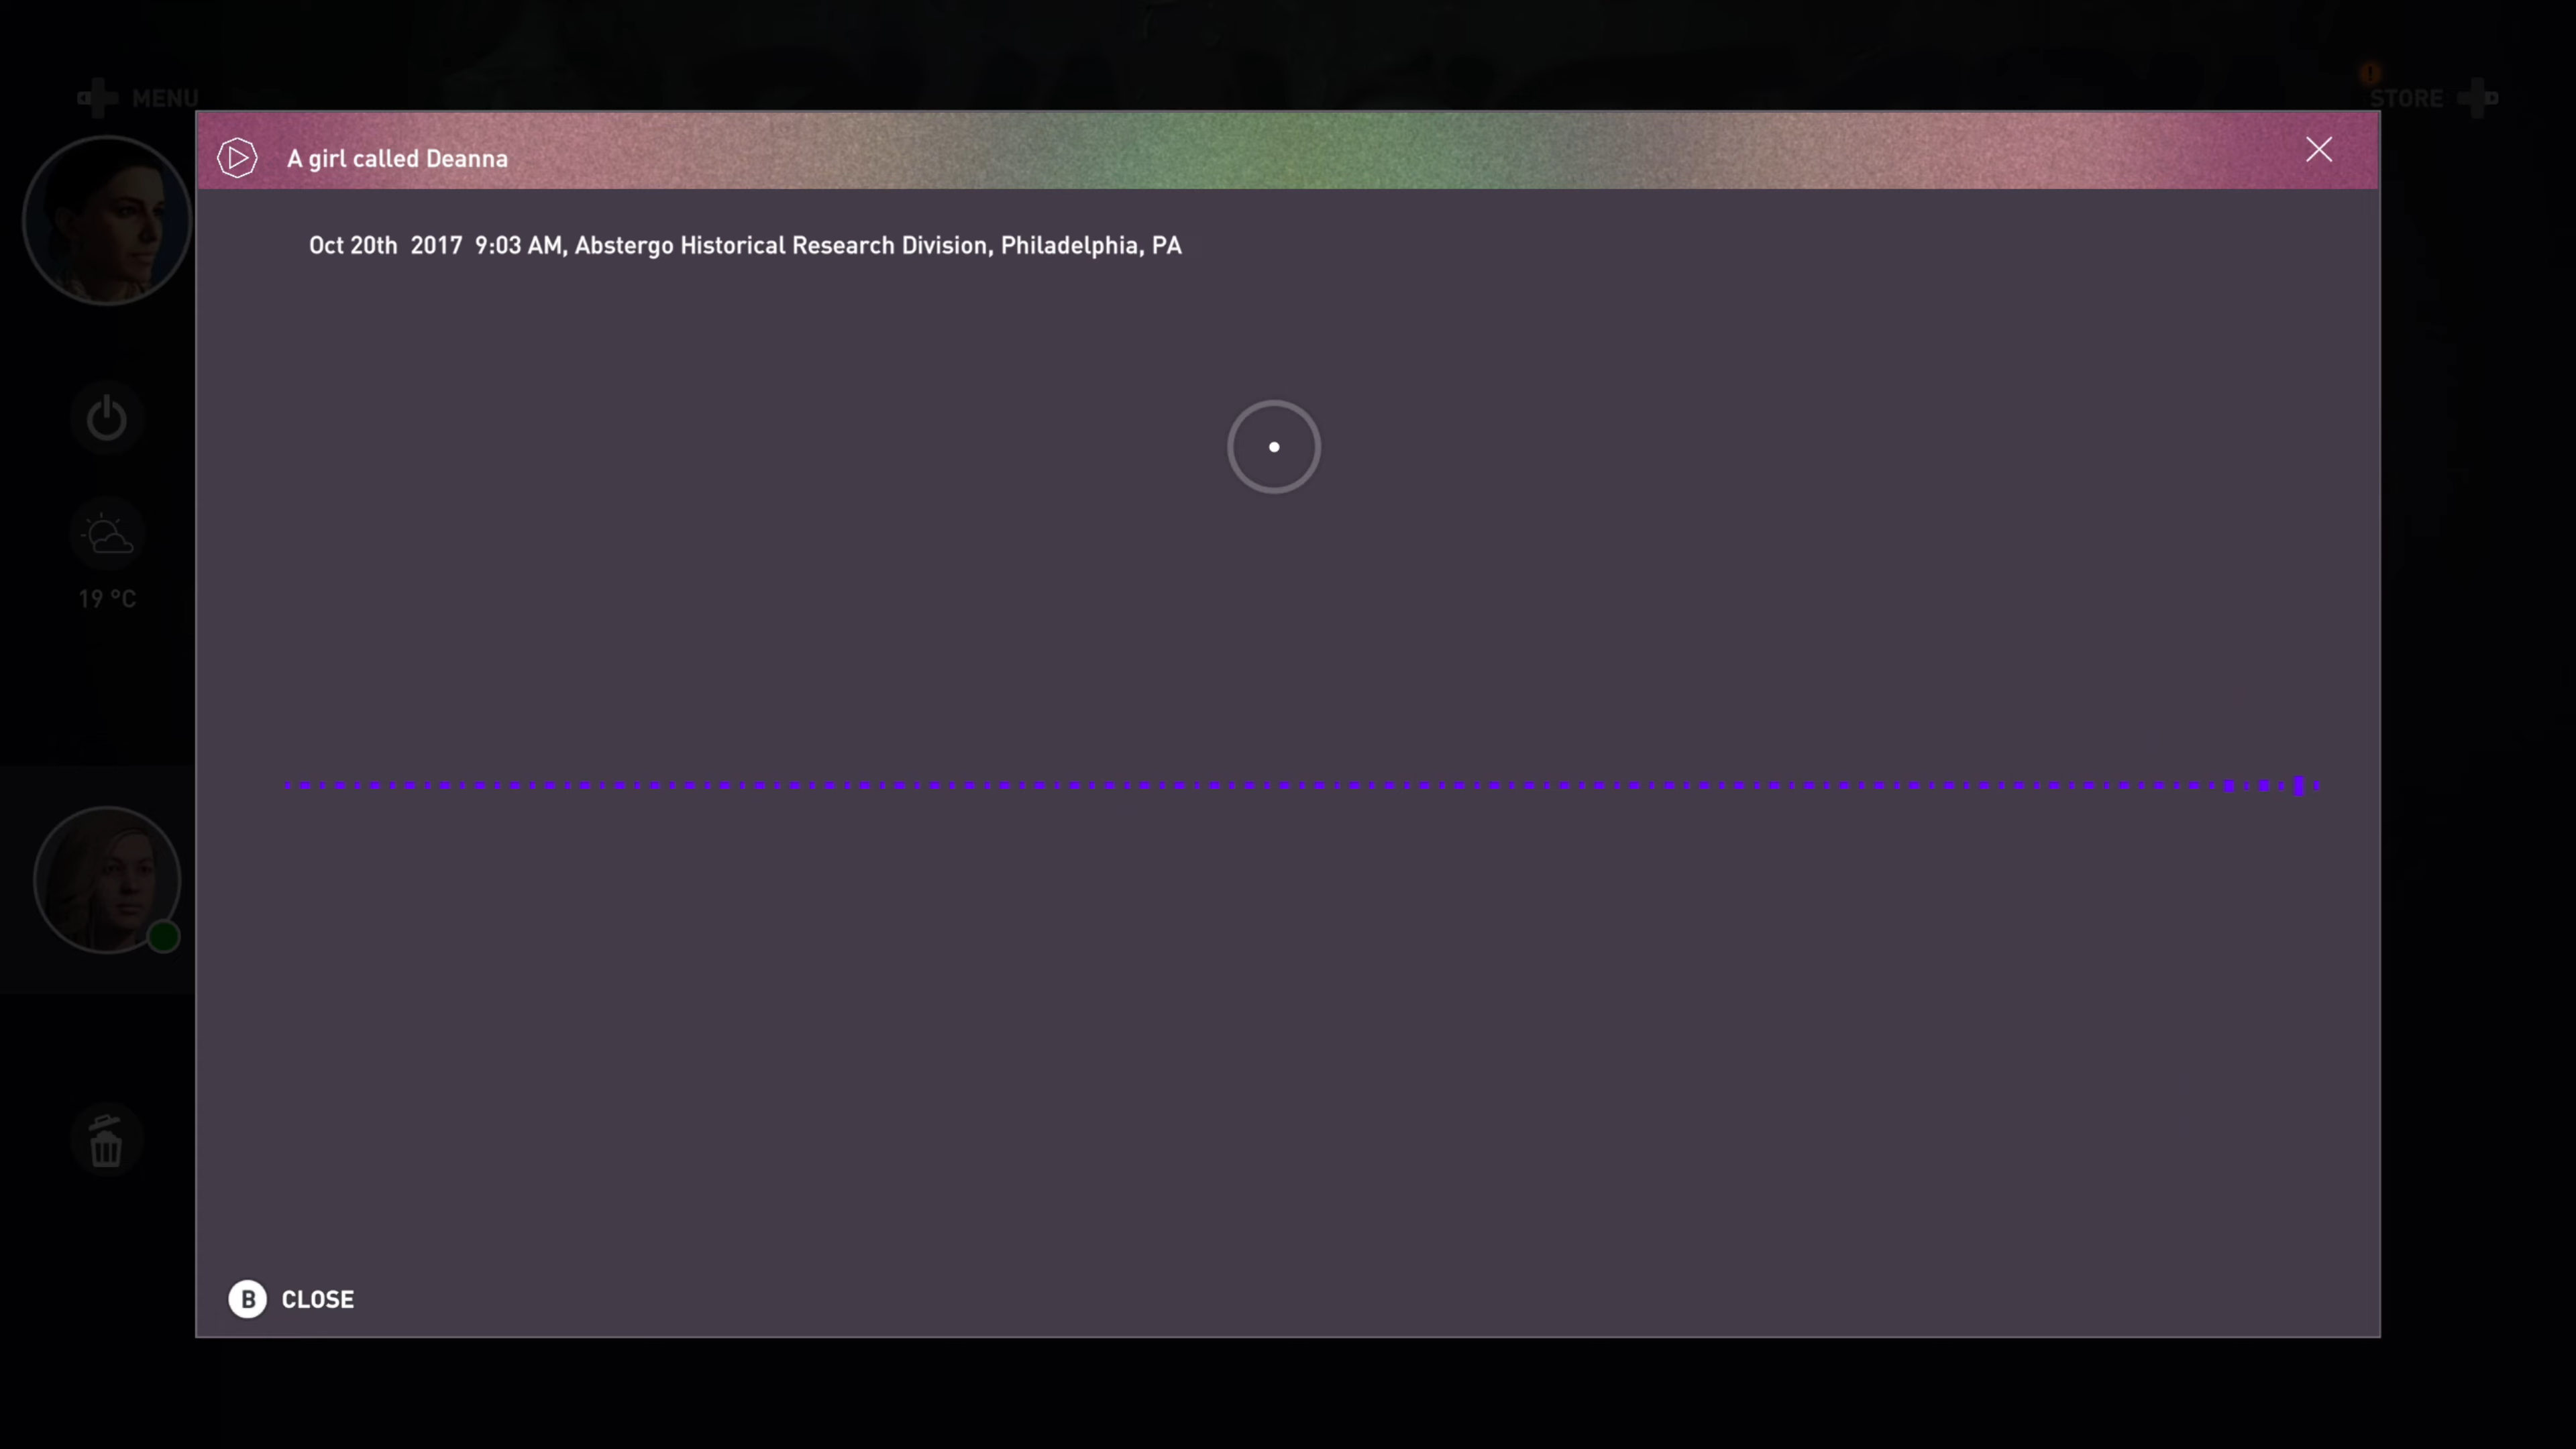 MENU
STORE
A girl called Deanna
Oct 20th 2017 9:03 AM, Abstergo Historical Research Division, Philadelphia, PA
19 °C
B CLOSE